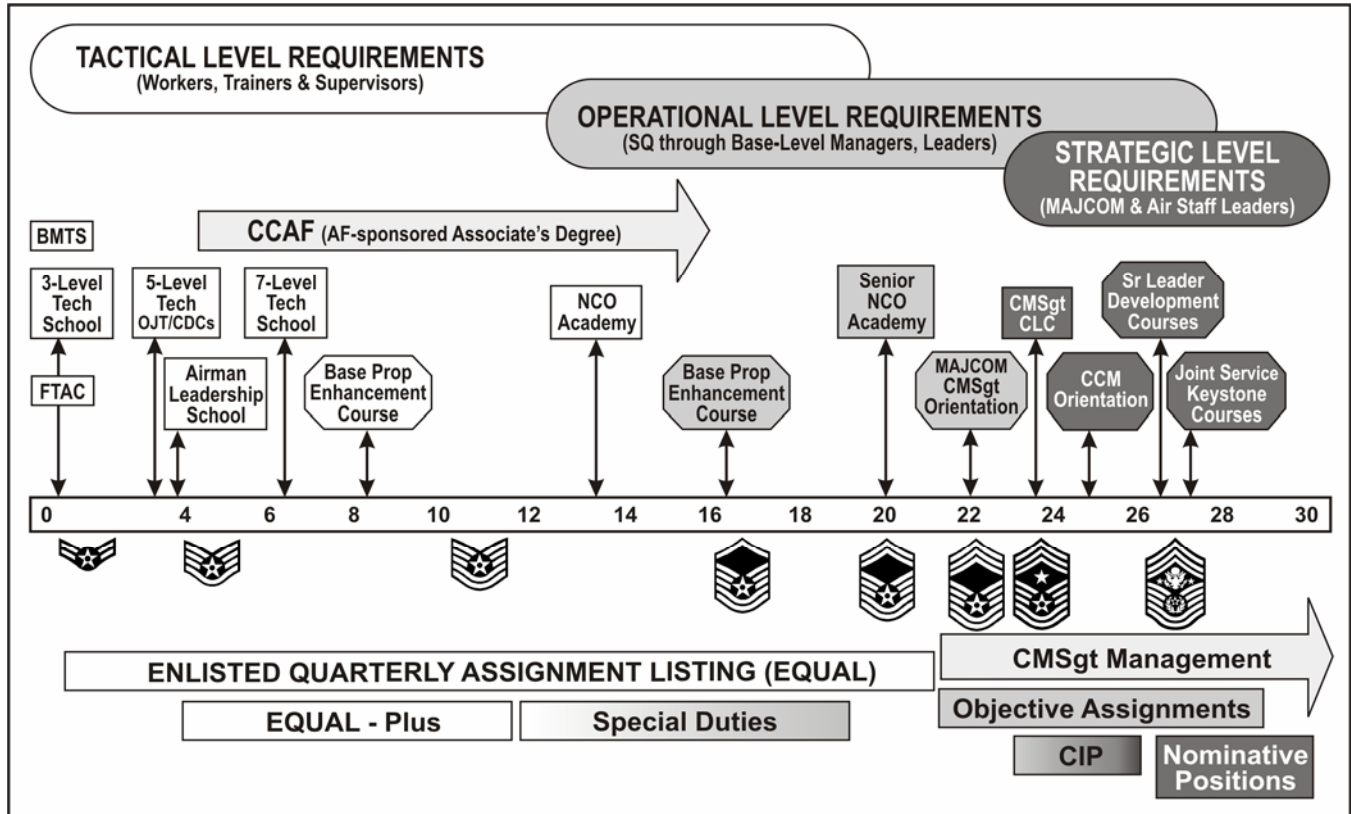 TACTICAL LEVEL REQUIREMENTS
(Workers, Trainers & Supervisors)
OPERATIONAL LEVEL REQUIREMENTS
(SQ through Base-Level Managers, Leaders)
STRATEGIC LEVEL
REQUIREMENTS
(MAJCOM & Air Staff Leaders)
CCAF (AF-sponsored Associate's Degree)
BMTS
3-Level
Tech
School
FTAC
5-Level
Tech
OJT/CDCs
Airman
Leadership
School
7-Level
Tech
School
Base Prop
Enhancement
Course
NCO
Academy
Base Prop
Enhancement
Course
Senior
NCO
Academy
MAJCOM
CMSgt
Orientation
CMSgt
CLC
CCM
Orientation
Sr Leader
Development
Courses
Joint Service
Keystone
Courses
0 4 6 8 10 12 14 16 18 20 22 24 26 28 30
ENLISTED QUARTERLY ASSIGNMENT LISTING (EQUAL)
CMSgt Management
EQUAL - Plus
Special Duties
Objective Assignments
CIP
Nominative
Positions